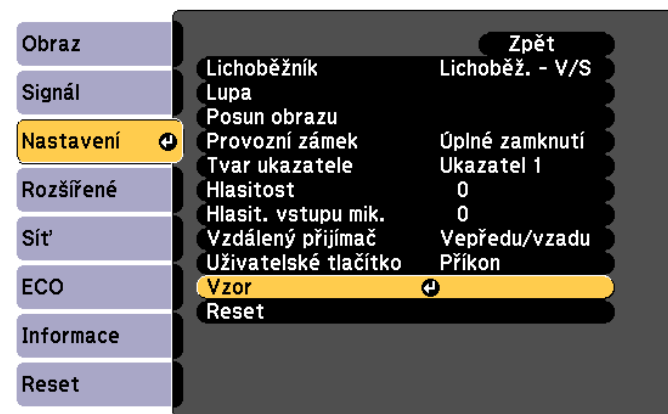 Obraz
Signál
Nastavení
Rozšířené
Síť
ECO
Informace
Reset
Zpět
Lichoběžník Lichoběž. - V/S
Lupa
Posun obrazu
Provozní zámek Úplné zamknutí
Tvar ukazatele Ukazatel 1
Hlasitost 0
Hlasit. vstupu mik. 0
Vzdálený přijímač Vepředu/vzadu
Uživatelské tlačítko Příkon
Vzor
Reset